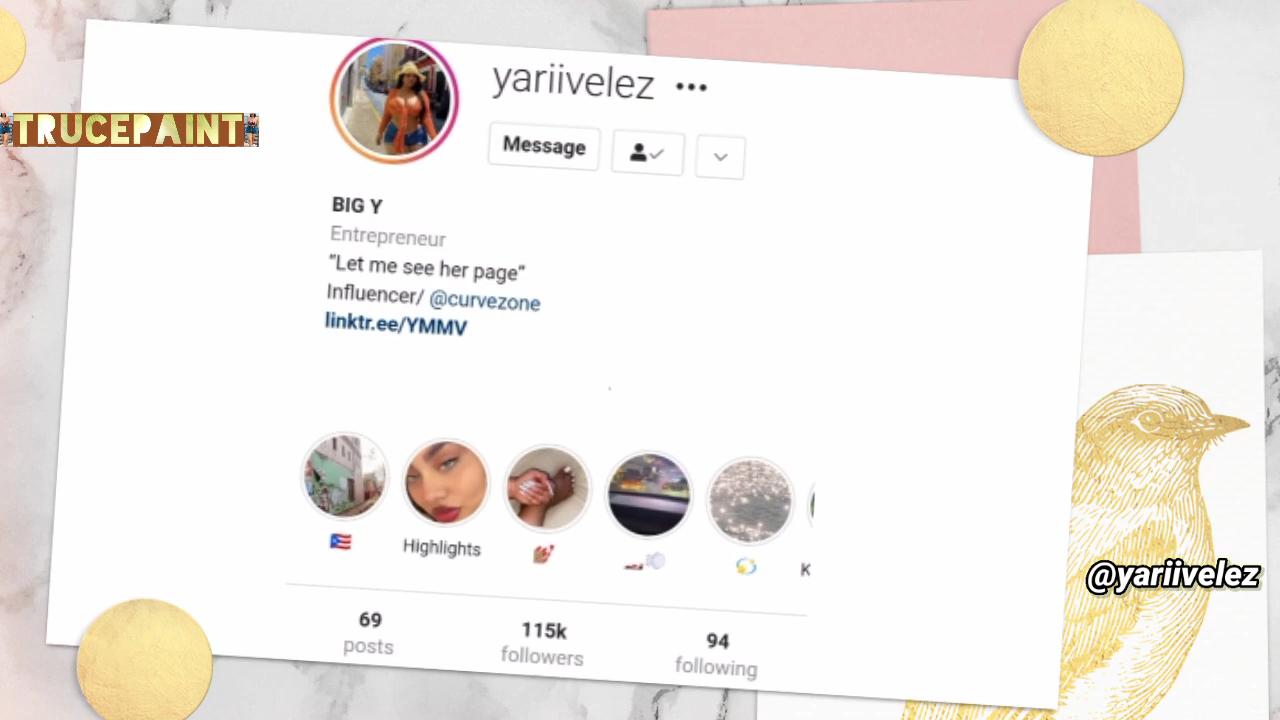 yariivelez
TRUCEPAINT
Message
BIG Y
Entrepreneur
"Let me see her page"
Influencer/ @curvezone
linktr.ee/YMMV
Highlights
K
69 115k 94
posts followers following
@yariivelez